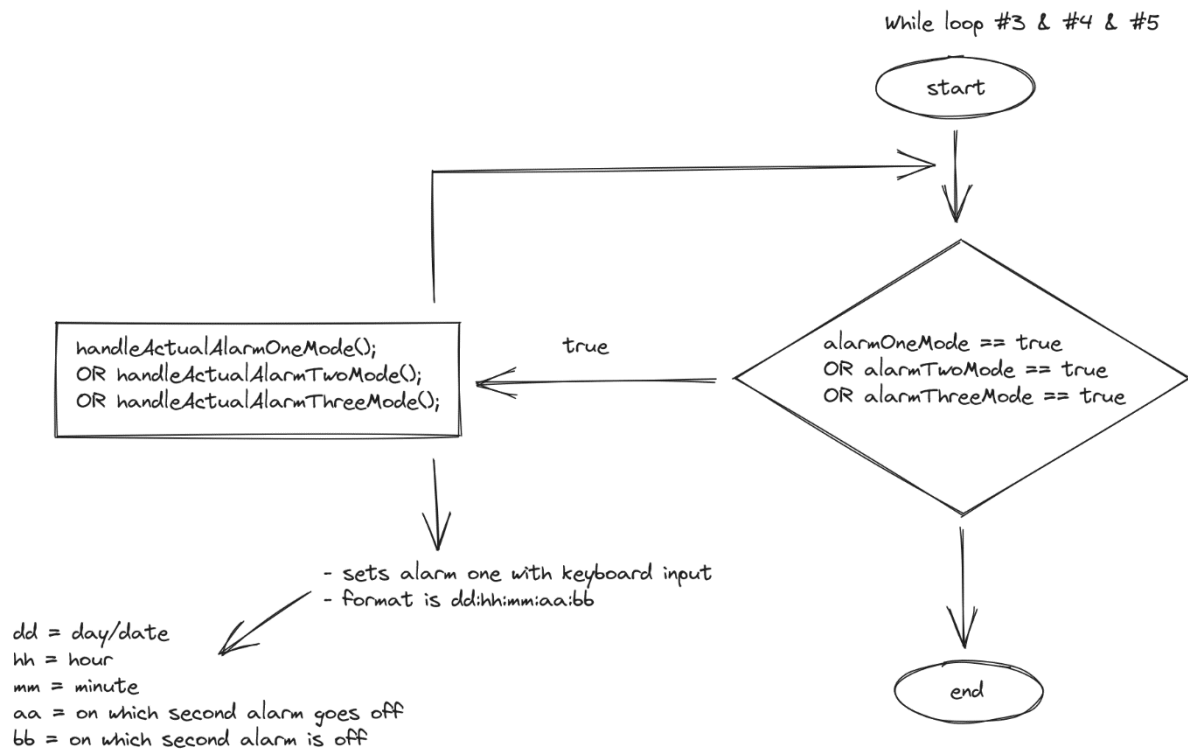 While loop #3 & #4 & #5
start
alarmOneMode == true
OR alarmTwoMode == true
OR alarmThreeMode == true
true
handleActualAlarmOneMode();
OR handleActualAlarmTwoMode();
OR handleActualAlarmThreeMode();
- sets alarm one with keyboard input
- format is dd:hh:mm:aa:bb
dd = day/date
hh = hour
mm = minute
aa = on which second alarm goes off
bb = on which second alarm is off
end